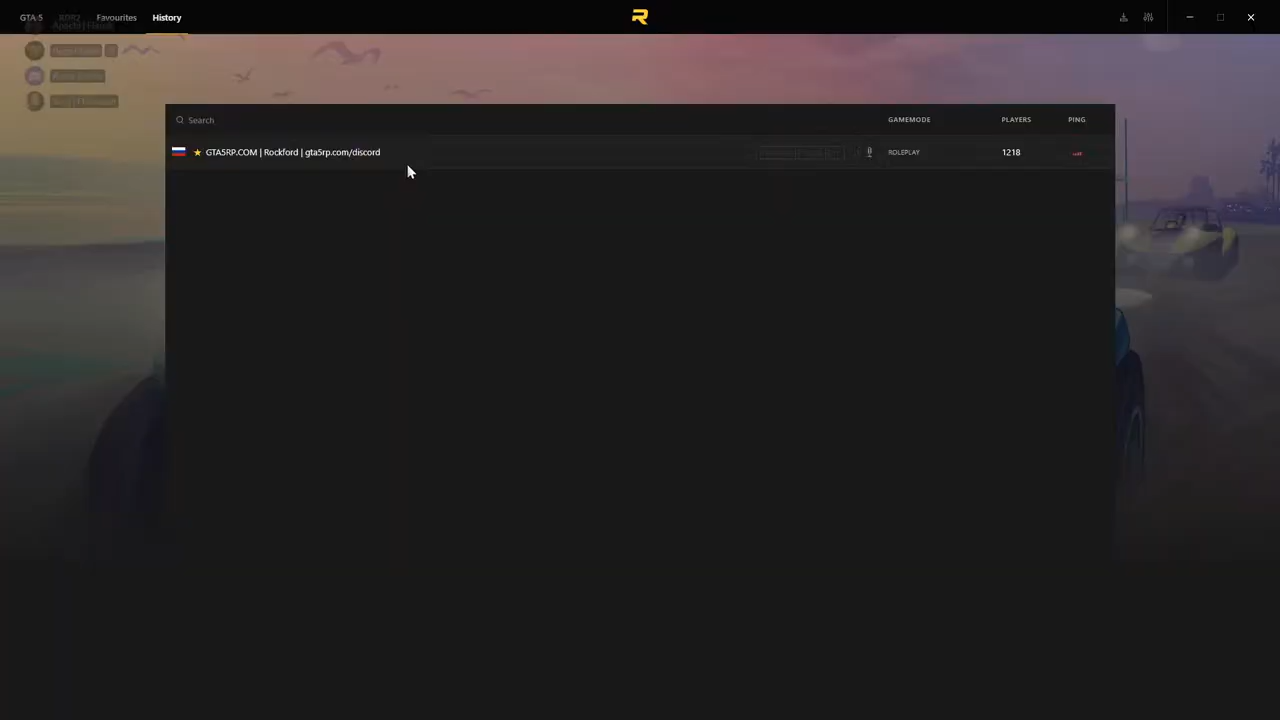 GTA 5 RDR2 Favourites History
Search GAMEMODE PLAYERS PING
GTA5RP.COM | Rockford | gta5rp.com/discord ROLEPLAY 1218